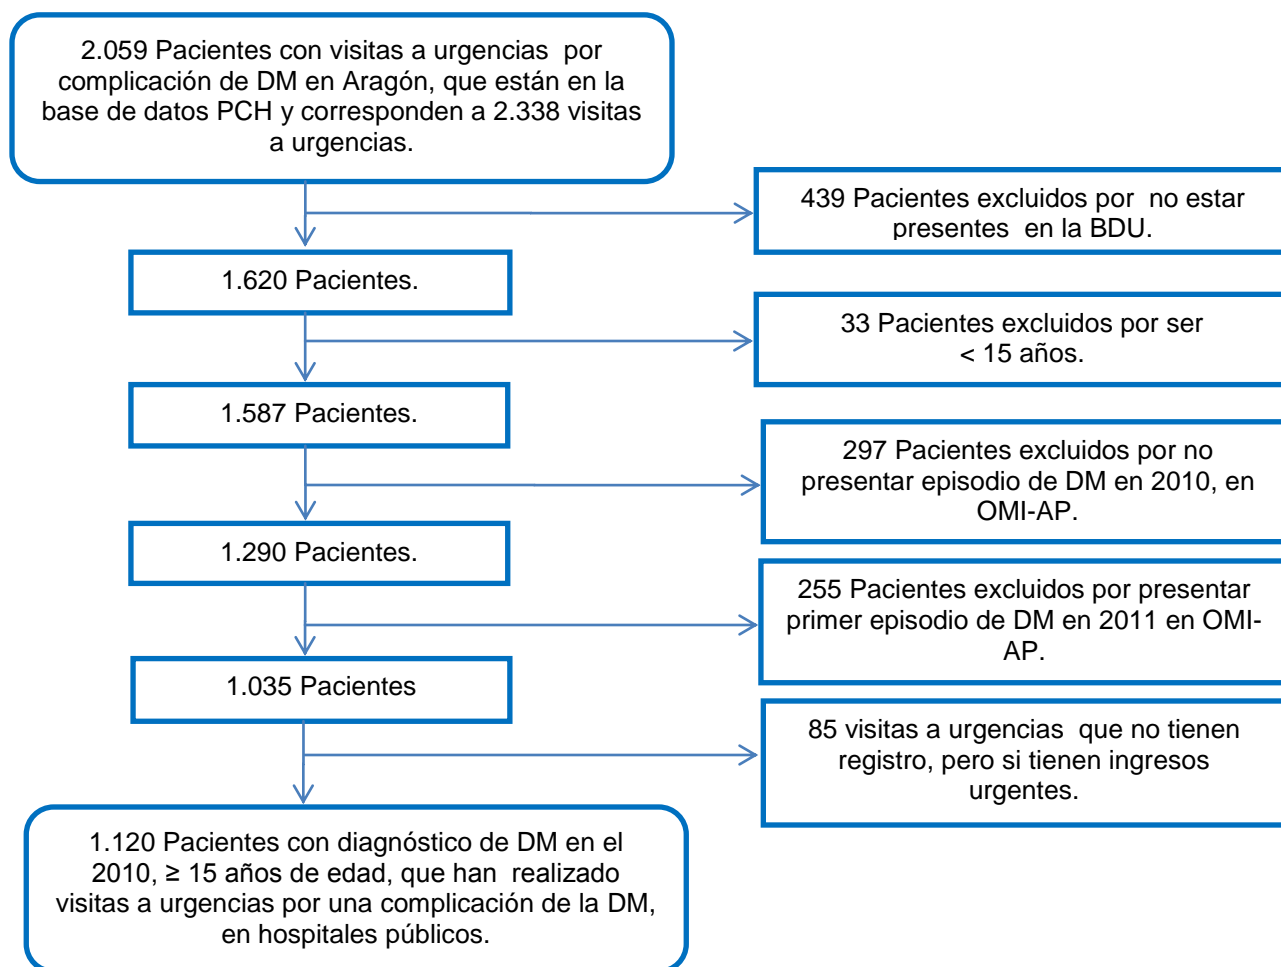 2.059 Pacientes con visitas a urgencias por
complicación de DM en Aragón, que están en la
base de datos PCH y corresponden a 2.338 visitas
a urgencias.
439 Pacientes excluidos por no estar
presentes en la BDU.
1.620 Pacientes.
33 Pacientes excluidos por ser
< 15 años.
1.587 Pacientes.
297 Pacientes excluidos por no
presentar episodio de DM en 2010, en
OMI-AP.
1.290 Pacientes.
255 Pacientes excluidos por presentar
primer episodio de DM en 2011 en OMI-
AP.
1.035 Pacientes
85 visitas a urgencias que no tienen
registro, pero si tienen ingresos
urgentes.
1.120 Pacientes con diagnóstico de DM en el
2010, ≥ 15 años de edad, que han realizado
visitas a urgencias por una complicación de la DM,
en hospitales públicos.